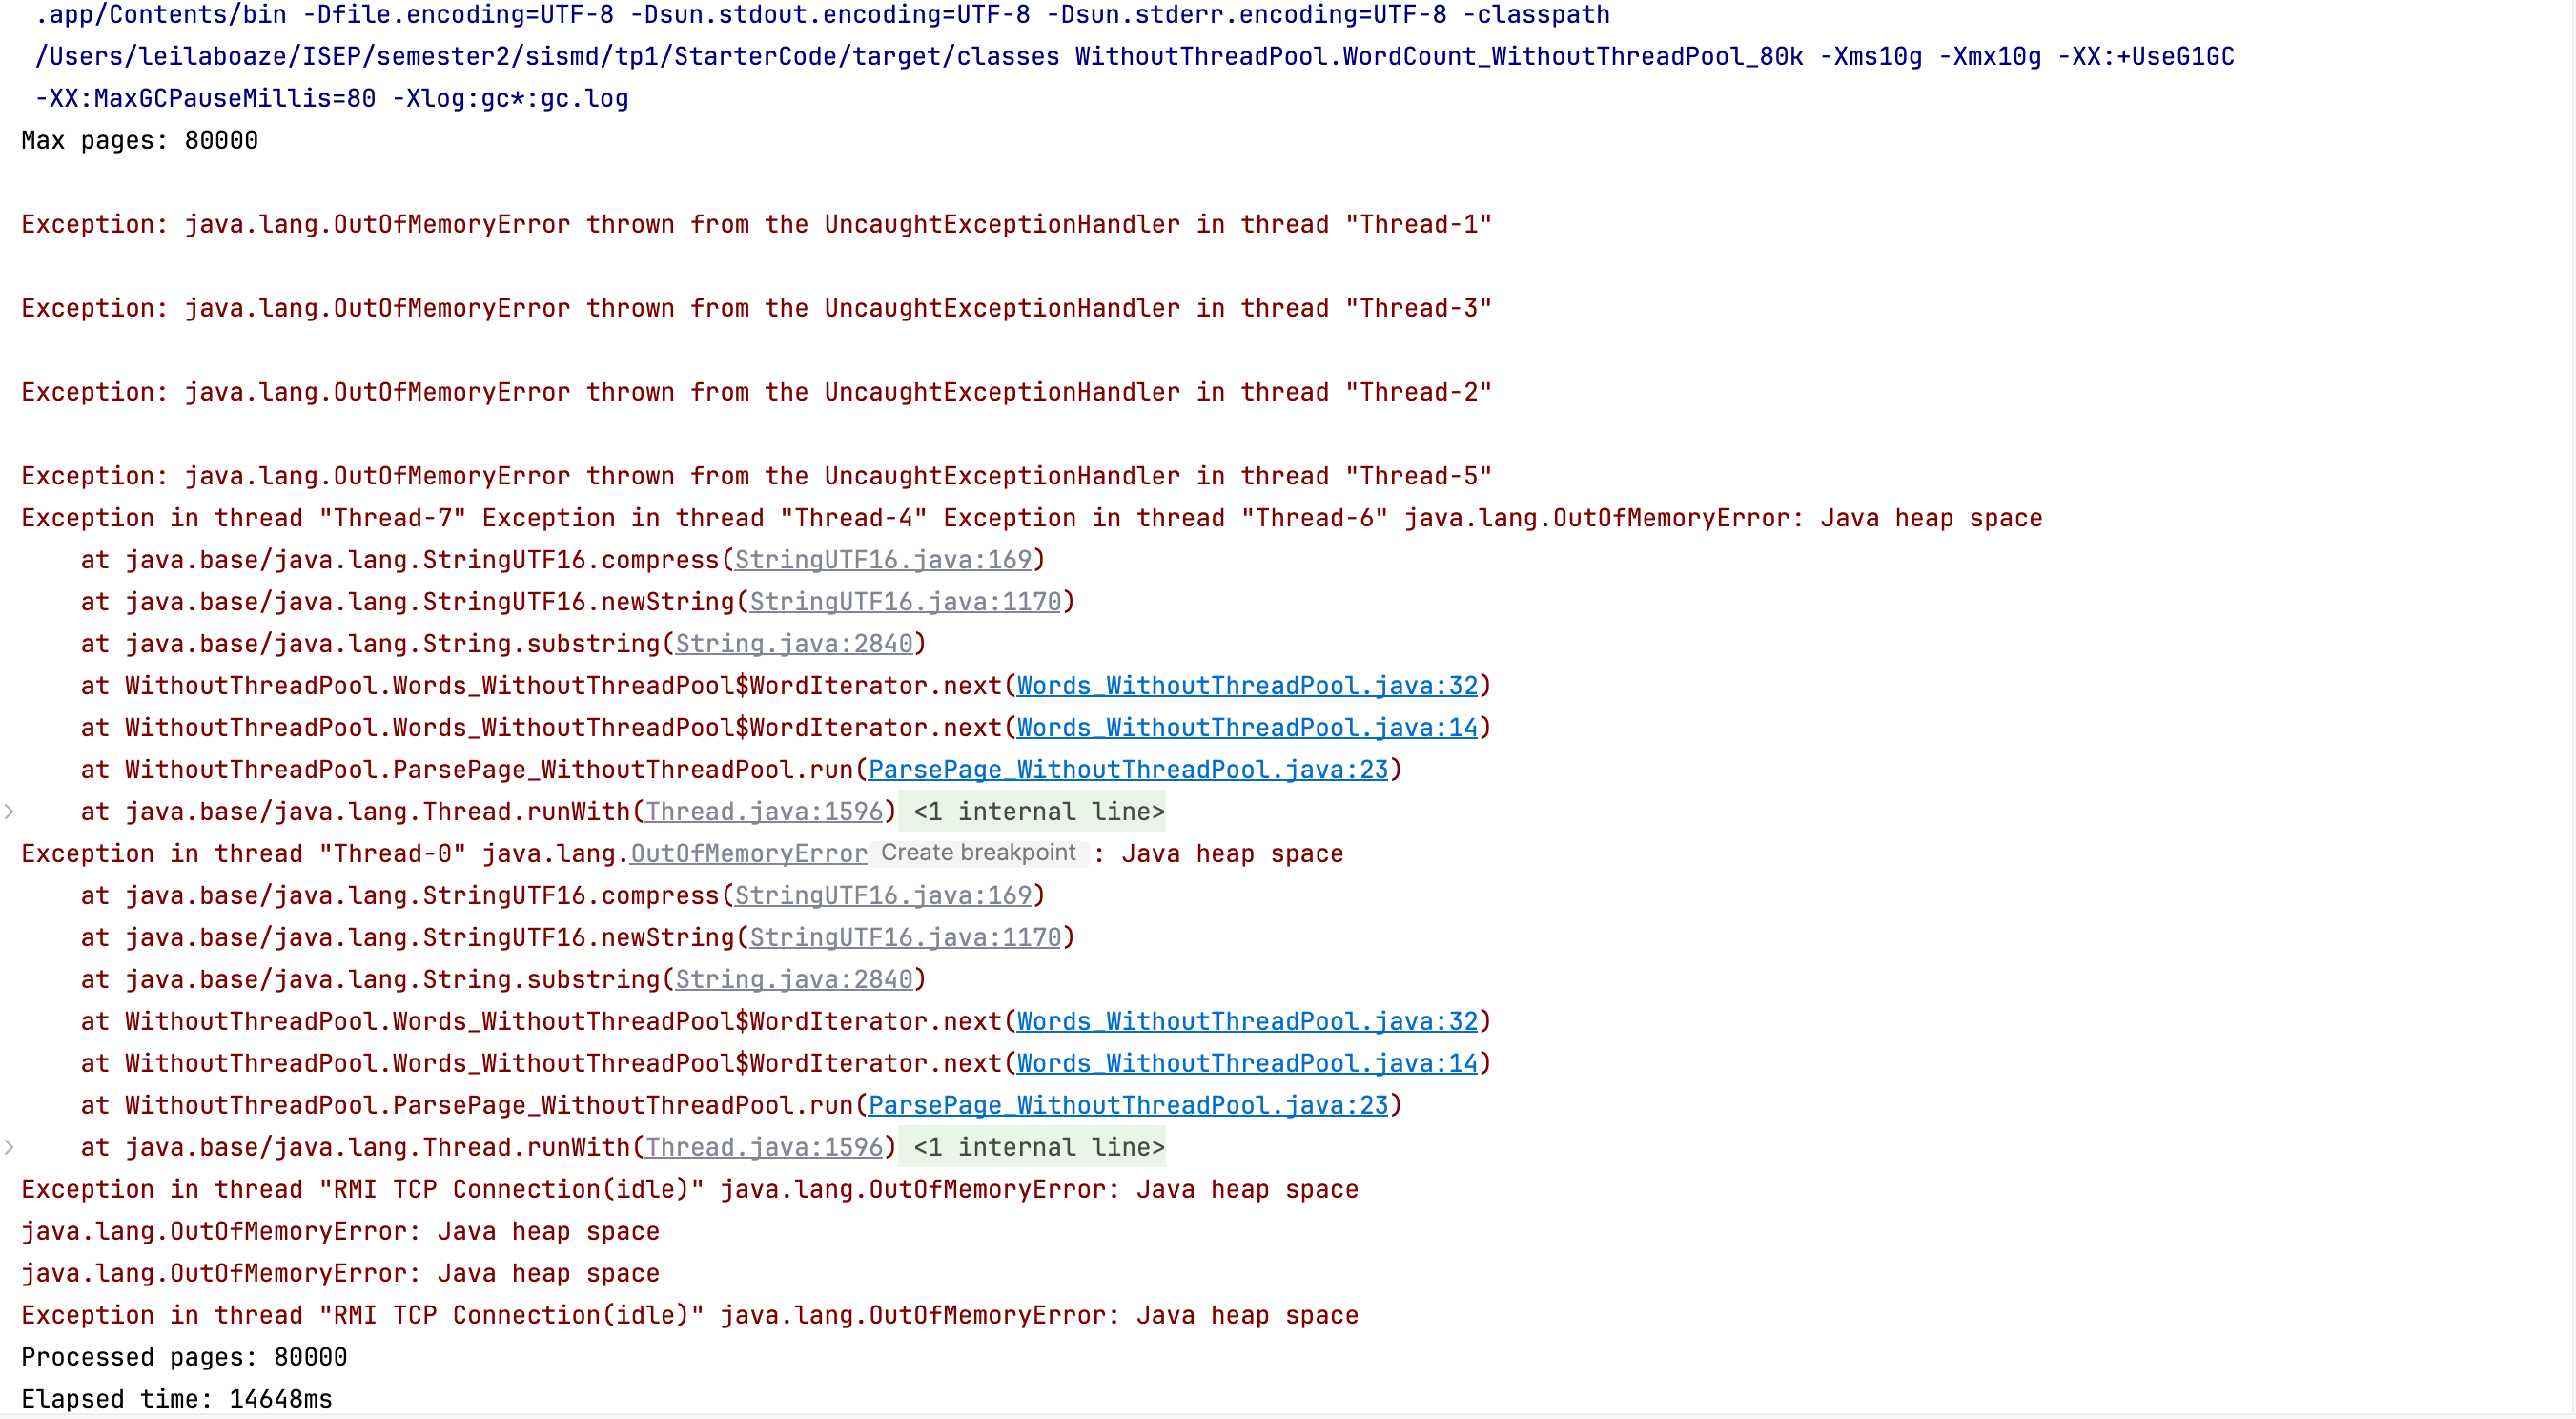 .app/Contents/bin -Dfile.encoding=UTF-8 -Dsun.stdout.encoding=UTF-8 -Dsun.stderr.encoding=UTF-8 -classpath
/Users/leilaboaze/ISEP/semester2/sismd/tp1/StarterCode/target/classes WithoutThreadPool.WordCount_WithoutThreadPool_80k -Xms10g -Xmx10g -XX:+UseG1GC
-XX:MaxGCPauseMillis=80 -Xlog:gc*:gc.log
Max pages: 80000
Exception: java.lang.OutOfMemoryError thrown from the UncaughtExceptionHandler in thread "Thread-1"
Exception: java.lang.OutOfMemoryError thrown from the UncaughtExceptionHandler in thread "Thread-3"
Exception: java.lang.OutOfMemoryError thrown from the UncaughtExceptionHandler in thread "Thread-2"
Exception: java.lang.OutOfMemoryError thrown from the UncaughtExceptionHandler in thread "Thread-5"
Exception in thread "Thread-7" Exception in thread "Thread-4" Exception in thread "Thread-6" java.lang.OutOfMemoryError: Java heap space
at java.base/java.lang.StringUTF16.compress(StringUTF16.java:169)
at java.base/java.lang.StringUTF16.newString(StringUTF16.java:1170)
at java.base/java.lang.String.substring(String.java:2840)
at WithoutThreadPool.Words_WithoutThreadPool$WordIterator.next(Words_WithoutThreadPool.java:32)
at WithoutThreadPool.Words_WithoutThreadPool$WordIterator.next(Words_WithoutThreadPool.java:14)
at WithoutThreadPool.ParsePage_WithoutThreadPool.run(ParsePage_WithoutThreadPool.java:23)
at java.base/java.lang.Thread.runWith(Thread.java:1596) <1 internal line>
Exception in thread "Thread-0" java.lang.OutOfMemoryError Create breakpoint : Java heap space
at java.base/java.lang.StringUTF16.compress(StringUTF16.java:169)
at java.base/java.lang.StringUTF16.newString(StringUTF16.java:1170)
at java.base/java.lang.String.substring(String.java:2840)
at WithoutThreadPool.Words_WithoutThreadPool$WordIterator.next(Words_WithoutThreadPool.java:32)
at WithoutThreadPool.Words_WithoutThreadPool$WordIterator.next(Words_WithoutThreadPool.java:14)
at WithoutThreadPool.ParsePage_WithoutThreadPool.run(ParsePage_WithoutThreadPool.java:23)
at java.base/java.lang.Thread.runWith(Thread.java:1596) <1 internal line>
Exception in thread "RMI TCP Connection(idle)" java.lang.OutOfMemoryError: Java heap space
java.lang.OutOfMemoryError: Java heap space
java.lang.OutOfMemoryError: Java heap space
Exception in thread "RMI TCP Connection(idle)" java.lang.OutOfMemoryError: Java heap space
Processed pages: 80000
Elapsed time: 14648ms